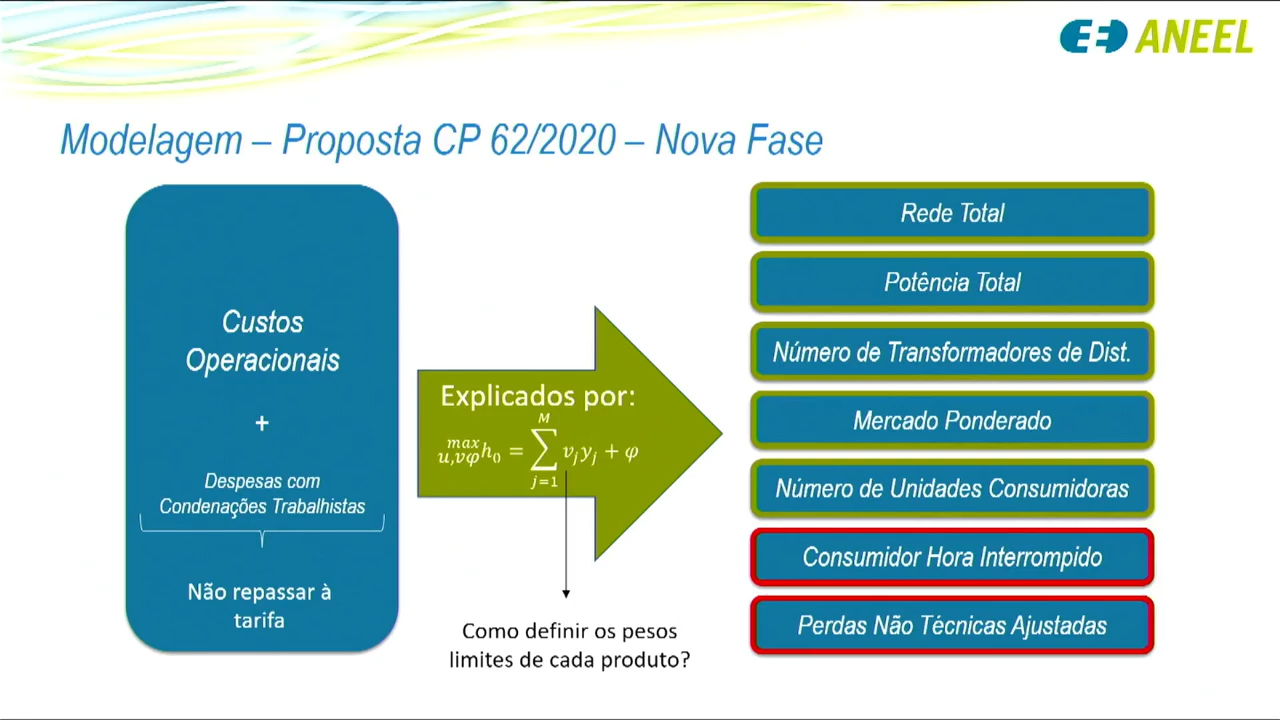 ANEEL
Modelagem – Proposta CP 62/2020 – Nova Fase
Custos
Operacionais
+
Despesas com
Condenações Trabalhistas
Não repassar à
tarifa
Explicados por:
max u,vφ h₀ = ∑ j=1 M vⱼyⱼ + φ
Como definir os pesos
limites de cada produto?
Rede Total
Potência Total
Número de Transformadores de Dist.
Mercado Ponderado
Número de Unidades Consumidoras
Consumidor Hora Interrompido
Perdas Não Técnicas Ajustadas